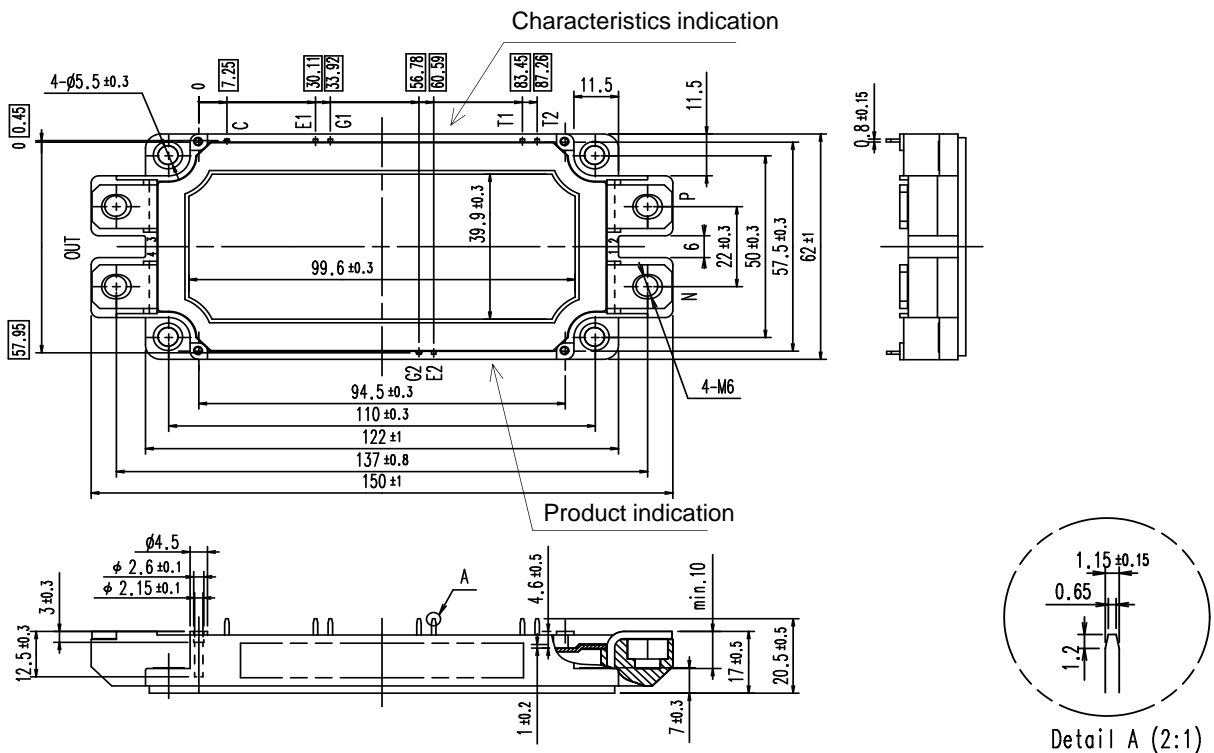 Characteristics indication
4-Ø5.5 ±0.3
0
7.25
30.11
33.92
56.78
60.59
83.45
87.26
11.5
11.5
0.8 ±0.15
0 0.45
C
E1
G1
T1
T2
P
OUT
4 3
1 2
39.9 ±0.3
99.6 ±0.3
6
22 ±0.3
50 ±0.3
57.5 ±0.3
62 ±1
N
57.95
G2
E2
4-M6
94.5 ±0.3
110 ±0.3
122 ±1
137 ±0.8
150 ±1
Product indication
Ø4.5
ϕ 2.6 ±0.1
ϕ 2.15 ±0.1
3 ±0.3
12.5 ±0.3
A
4.6 ±0.5
min.10
1 ±0.2
7 ±0.3
17 ±0.5
20.5 ±0.5
1.15 ±0.15
0.65
1.2
Detail A (2:1)